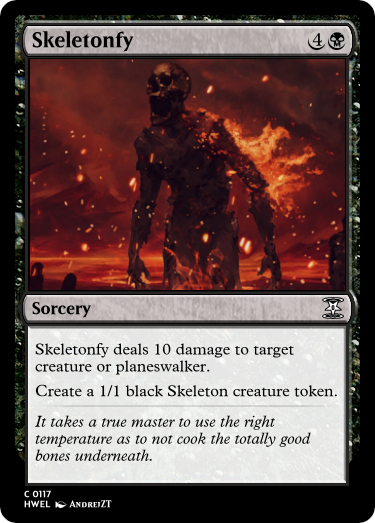 Skeletonfy 4
Sorcery
Skeletonfy deals 10 damage to target
creature or planeswalker.
Create a 1/1 black Skeleton creature token.
It takes a true master to use the right
temperature as to not cook the totally good
bones underneath.
C 0117
HWEL AndrejZT